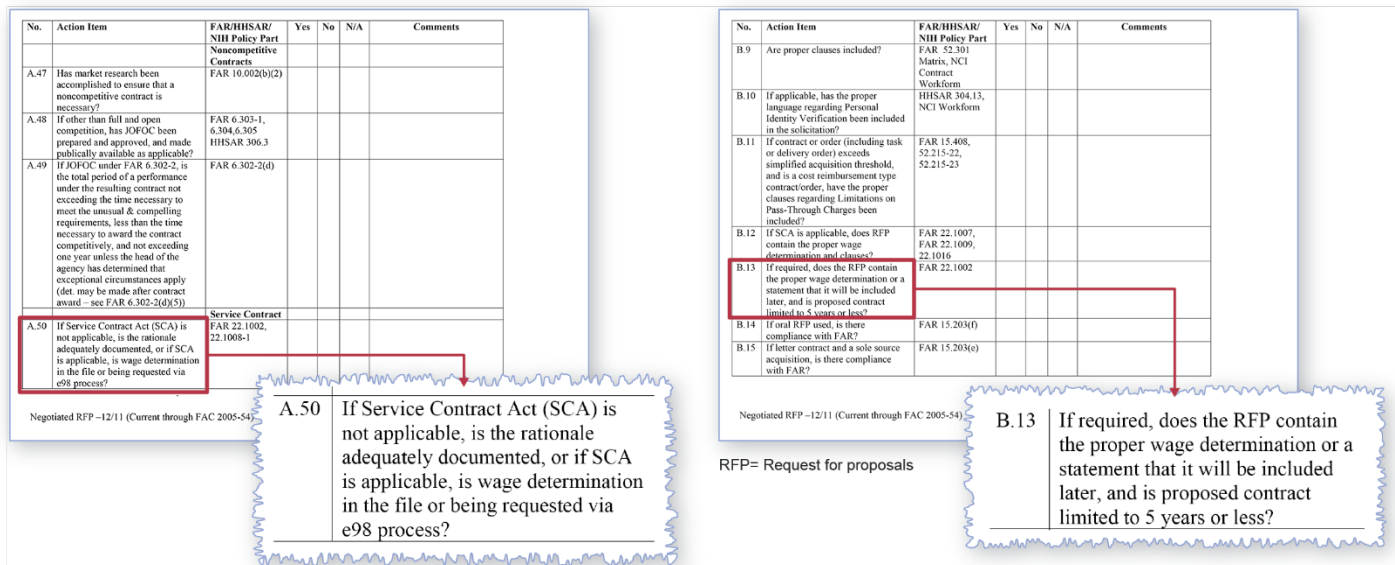 No. Action Item FAR/HHSAR/ Yes No N/A Comments
NIH Policy Part
Noncompetitive
Contracts
A.47 Has market research been FAR 10.002(b)(2)
accomplished to ensure that a
noncompetitive contract is
necessary?
A.48 If other than full and open FAR 6.303-1,
competition, has JOFOC been 6.304,6.305
prepared and approved, and made HHSAR 306.3
publically available as applicable?
A.49 If JOFOC under FAR 6.302-2, is FAR 6.302-2(d)
the total period of a performance
under the resulting contract not
exceeding the time necessary to
meet the unusual & compelling
requirements, less than the time
necessary to award the contract
competitively, and not exceeding
one year unless the head of the
agency has determined that
exceptional circumstances apply
(det. may be made after contract
award – see FAR 6.302-2(d)(5))
Service Contract
A.50 If Service Contract Act (SCA) is FAR 22.1002,
not applicable, is the rationale 22.1008-1
adequately documented, or if SCA
is applicable, is wage determination
in the file or being requested via
e98 process?
Negotiated RFP –12/11 (Current through FAC 2005-54)
A.50 If Service Contract Act (SCA) is
not applicable, is the rationale
adequately documented, or if SCA
is applicable, is wage determination
in the file or being requested via
e98 process?
No. Action Item FAR/HHSAR/ Yes No N/A Comments
NIH Policy Part
B.9 Are proper clauses included? FAR 52.301
Matrix, NCI
Contract
Workform
B.10 If applicable, has the proper HHSAR 304.13,
language regarding Personal NCI Workform
Identity Verification been included
in the solicitation?
B.11 If contract or order (including task FAR 15.408,
or delivery order) exceeds 52.215-22,
simplified acquisition threshold, 52.215-23
and is a cost reimbursement type
contract/order, have the proper
clauses regarding Limitations on
Pass-Through Charges been
included?
B.12 If SCA is applicable, does RFP FAR 22.1007,
contain the proper wage FAR 22.1009,
determination and clauses? 22.1016
B.13 If required, does the RFP contain FAR 22.1002
the proper wage determination or a
statement that it will be included
later, and is proposed contract
limited to 5 years or less?
B.14 If oral RFP used, is there FAR 15.203(f)
compliance with FAR?
B.15 If letter contract and a sole source FAR 15.203(e)
acquisition, is there compliance
with FAR?
Negotiated RFP –12/11 (Current through FAC 2005-54)
RFP= Request for proposals
B.13 If required, does the RFP contain
the proper wage determination or a
statement that it will be included
later, and is proposed contract
limited to 5 years or less?